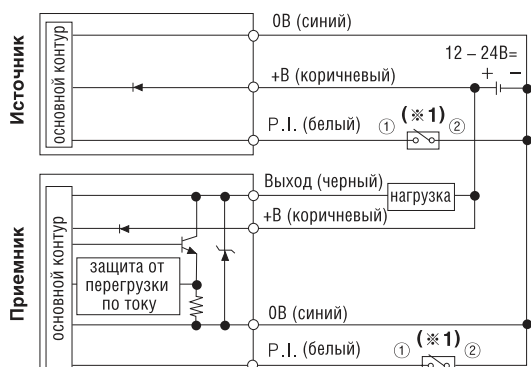 Источник
основной контур
0В (синий)
+В (коричневый)
12 – 24В=
+ –
P.I. (белый)
① (※1) ②
Приемник
основной контур
Выход (черный)
нагрузка
+В (коричневый)
защита от
перегрузки
по току
0В (синий)
P.I. (белый)
① (※1) ②